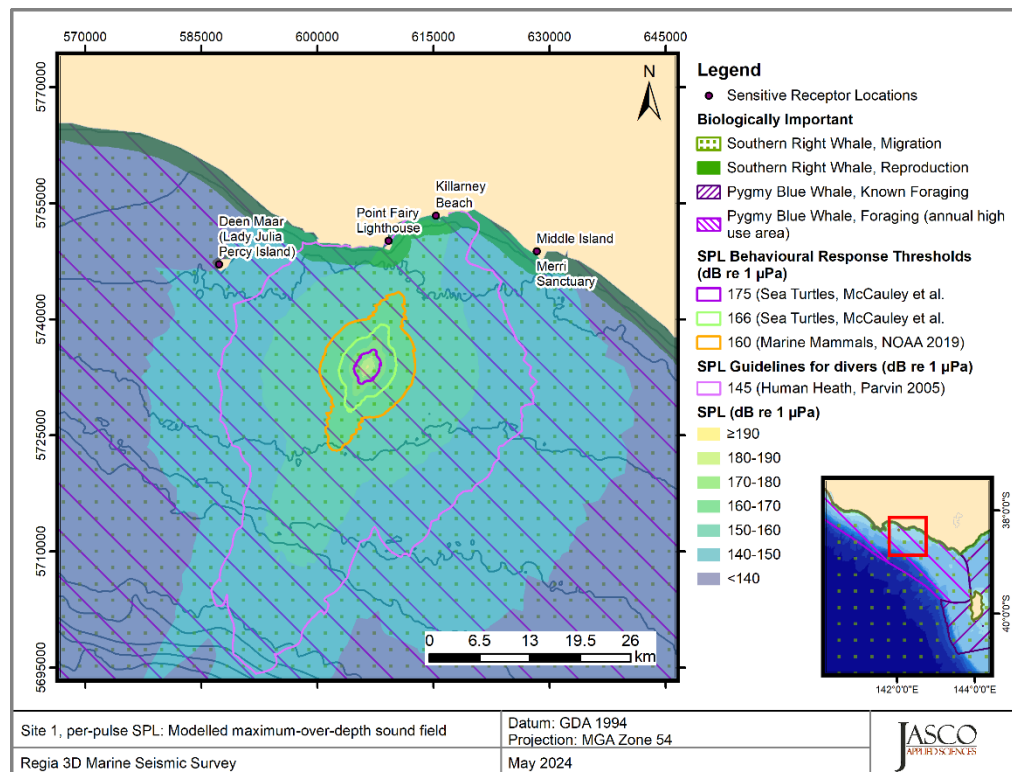 570000 585000 600000 615000 630000 645000
5770000
5755000
5740000
5725000
5710000
5695000
N
Killarney
Beach
Point Fairy
Lighthouse
Deen Maar
(Lady Julia
Percy Island)
Middle Island
Merri
Sanctuary
0 6.5 13 19.5 26
km
Legend
Sensitive Receptor Locations
Biologically Important
Southern Right Whale, Migration
Southern Right Whale, Reproduction
Pygmy Blue Whale, Known Foraging
Pygmy Blue Whale, Foraging (annual high
use area)
SPL Behavioural Response Thresholds
(dB re 1 µPa)
175 (Sea Turtles, McCauley et al.
166 (Sea Turtles, McCauley et al.
160 (Marine Mammals, NOAA 2019)
SPL Guidelines for divers (dB re 1 µPa)
145 (Human Heath, Parvin 2005)
SPL (dB re 1 µPa)
≥190
180-190
170-180
160-170
150-160
140-150
<140
38°0'S
40°0'S
142°0'0"E 144°0'0"E
Site 1, per-pulse SPL: Modelled maximum-over-depth sound field
Datum: GDA 1994
Projection: MGA Zone 54
Regia 3D Marine Seismic Survey
May 2024
JASCO
APPLIED SCIENCES